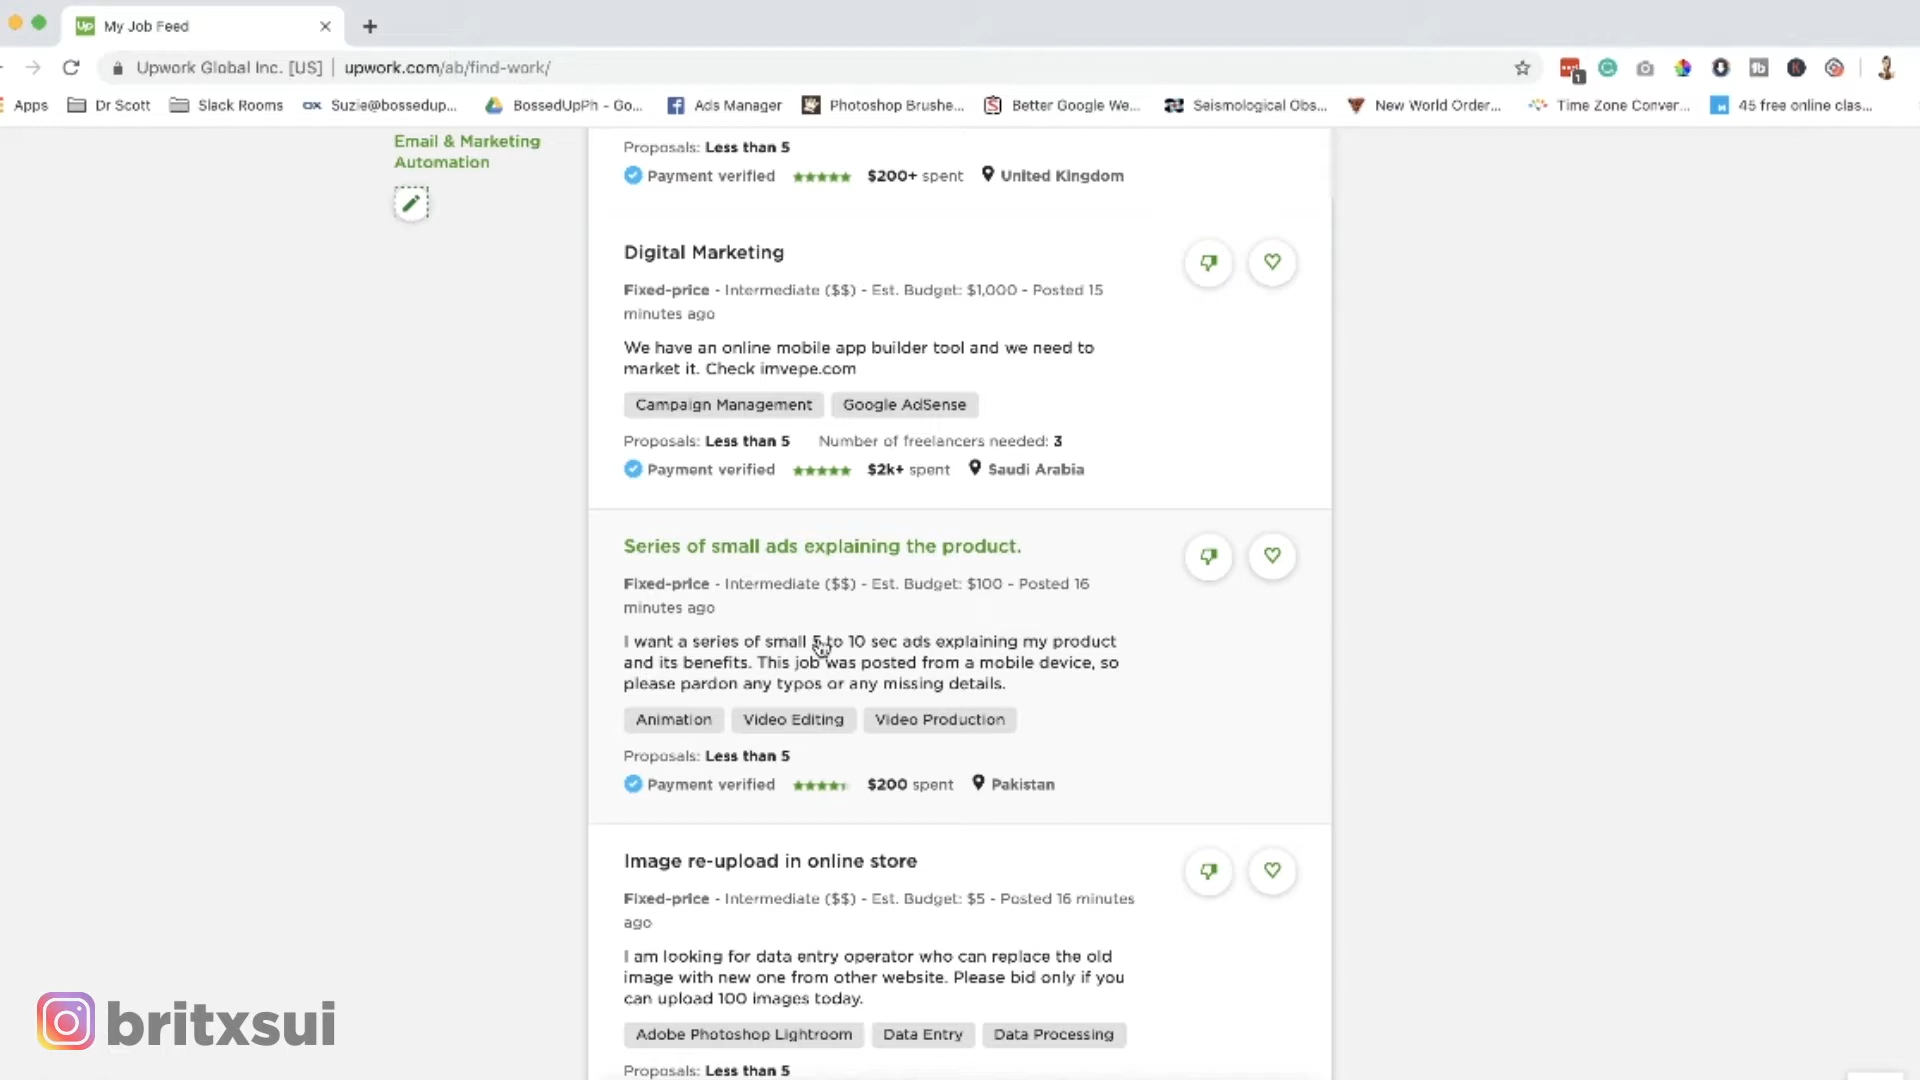 My Job Feed
Upwork Global Inc. [US] | upwork.com/ab/find-work/
Apps Dr Scott Slack Rooms Suzie@bossedup... BossedUpPh - Go... Ads Manager Photoshop Brushe... Better Google We... Seismological Obs... New World Order... Time Zone Conver... 45 free online clas...
Email & Marketing
Automation
Proposals: Less than 5
Payment verified $200+ spent United Kingdom
Digital Marketing
Fixed-price - Intermediate ($$) - Est. Budget: $1,000 - Posted 15
minutes ago
We have an online mobile app builder tool and we need to
market it. Check imvepe.com
Campaign Management Google AdSense
Proposals: Less than 5 Number of freelancers needed: 3
Payment verified $2k+ spent Saudi Arabia
Series of small ads explaining the product.
Fixed-price - Intermediate ($$) - Est. Budget: $100 - Posted 16
minutes ago
I want a series of small 5 to 10 sec ads explaining my product
and its benefits. This job was posted from a mobile device, so
please pardon any typos or any missing details.
Animation Video Editing Video Production
Proposals: Less than 5
Payment verified $200 spent Pakistan
Image re-upload in online store
Fixed-price - Intermediate ($$) - Est. Budget: $5 - Posted 16 minutes
ago
I am looking for data entry operator who can replace the old
image with new one from other website. Please bid only if you
can upload 100 images today.
Adobe Photoshop Lightroom Data Entry Data Processing
Proposals: Less than 5
britxsui